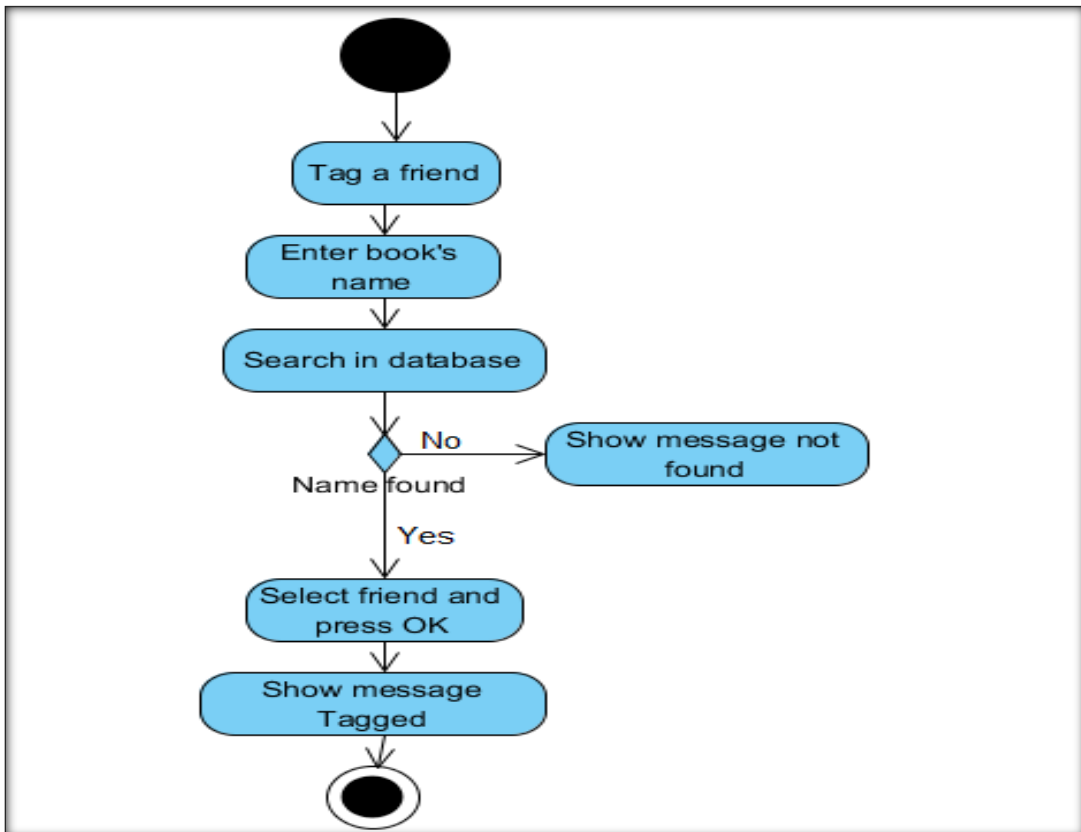 Tag a friend
Enter book's
name
Search in database
No
Show message not
found
Name found
Yes
Select friend and
press OK
Show message
Tagged